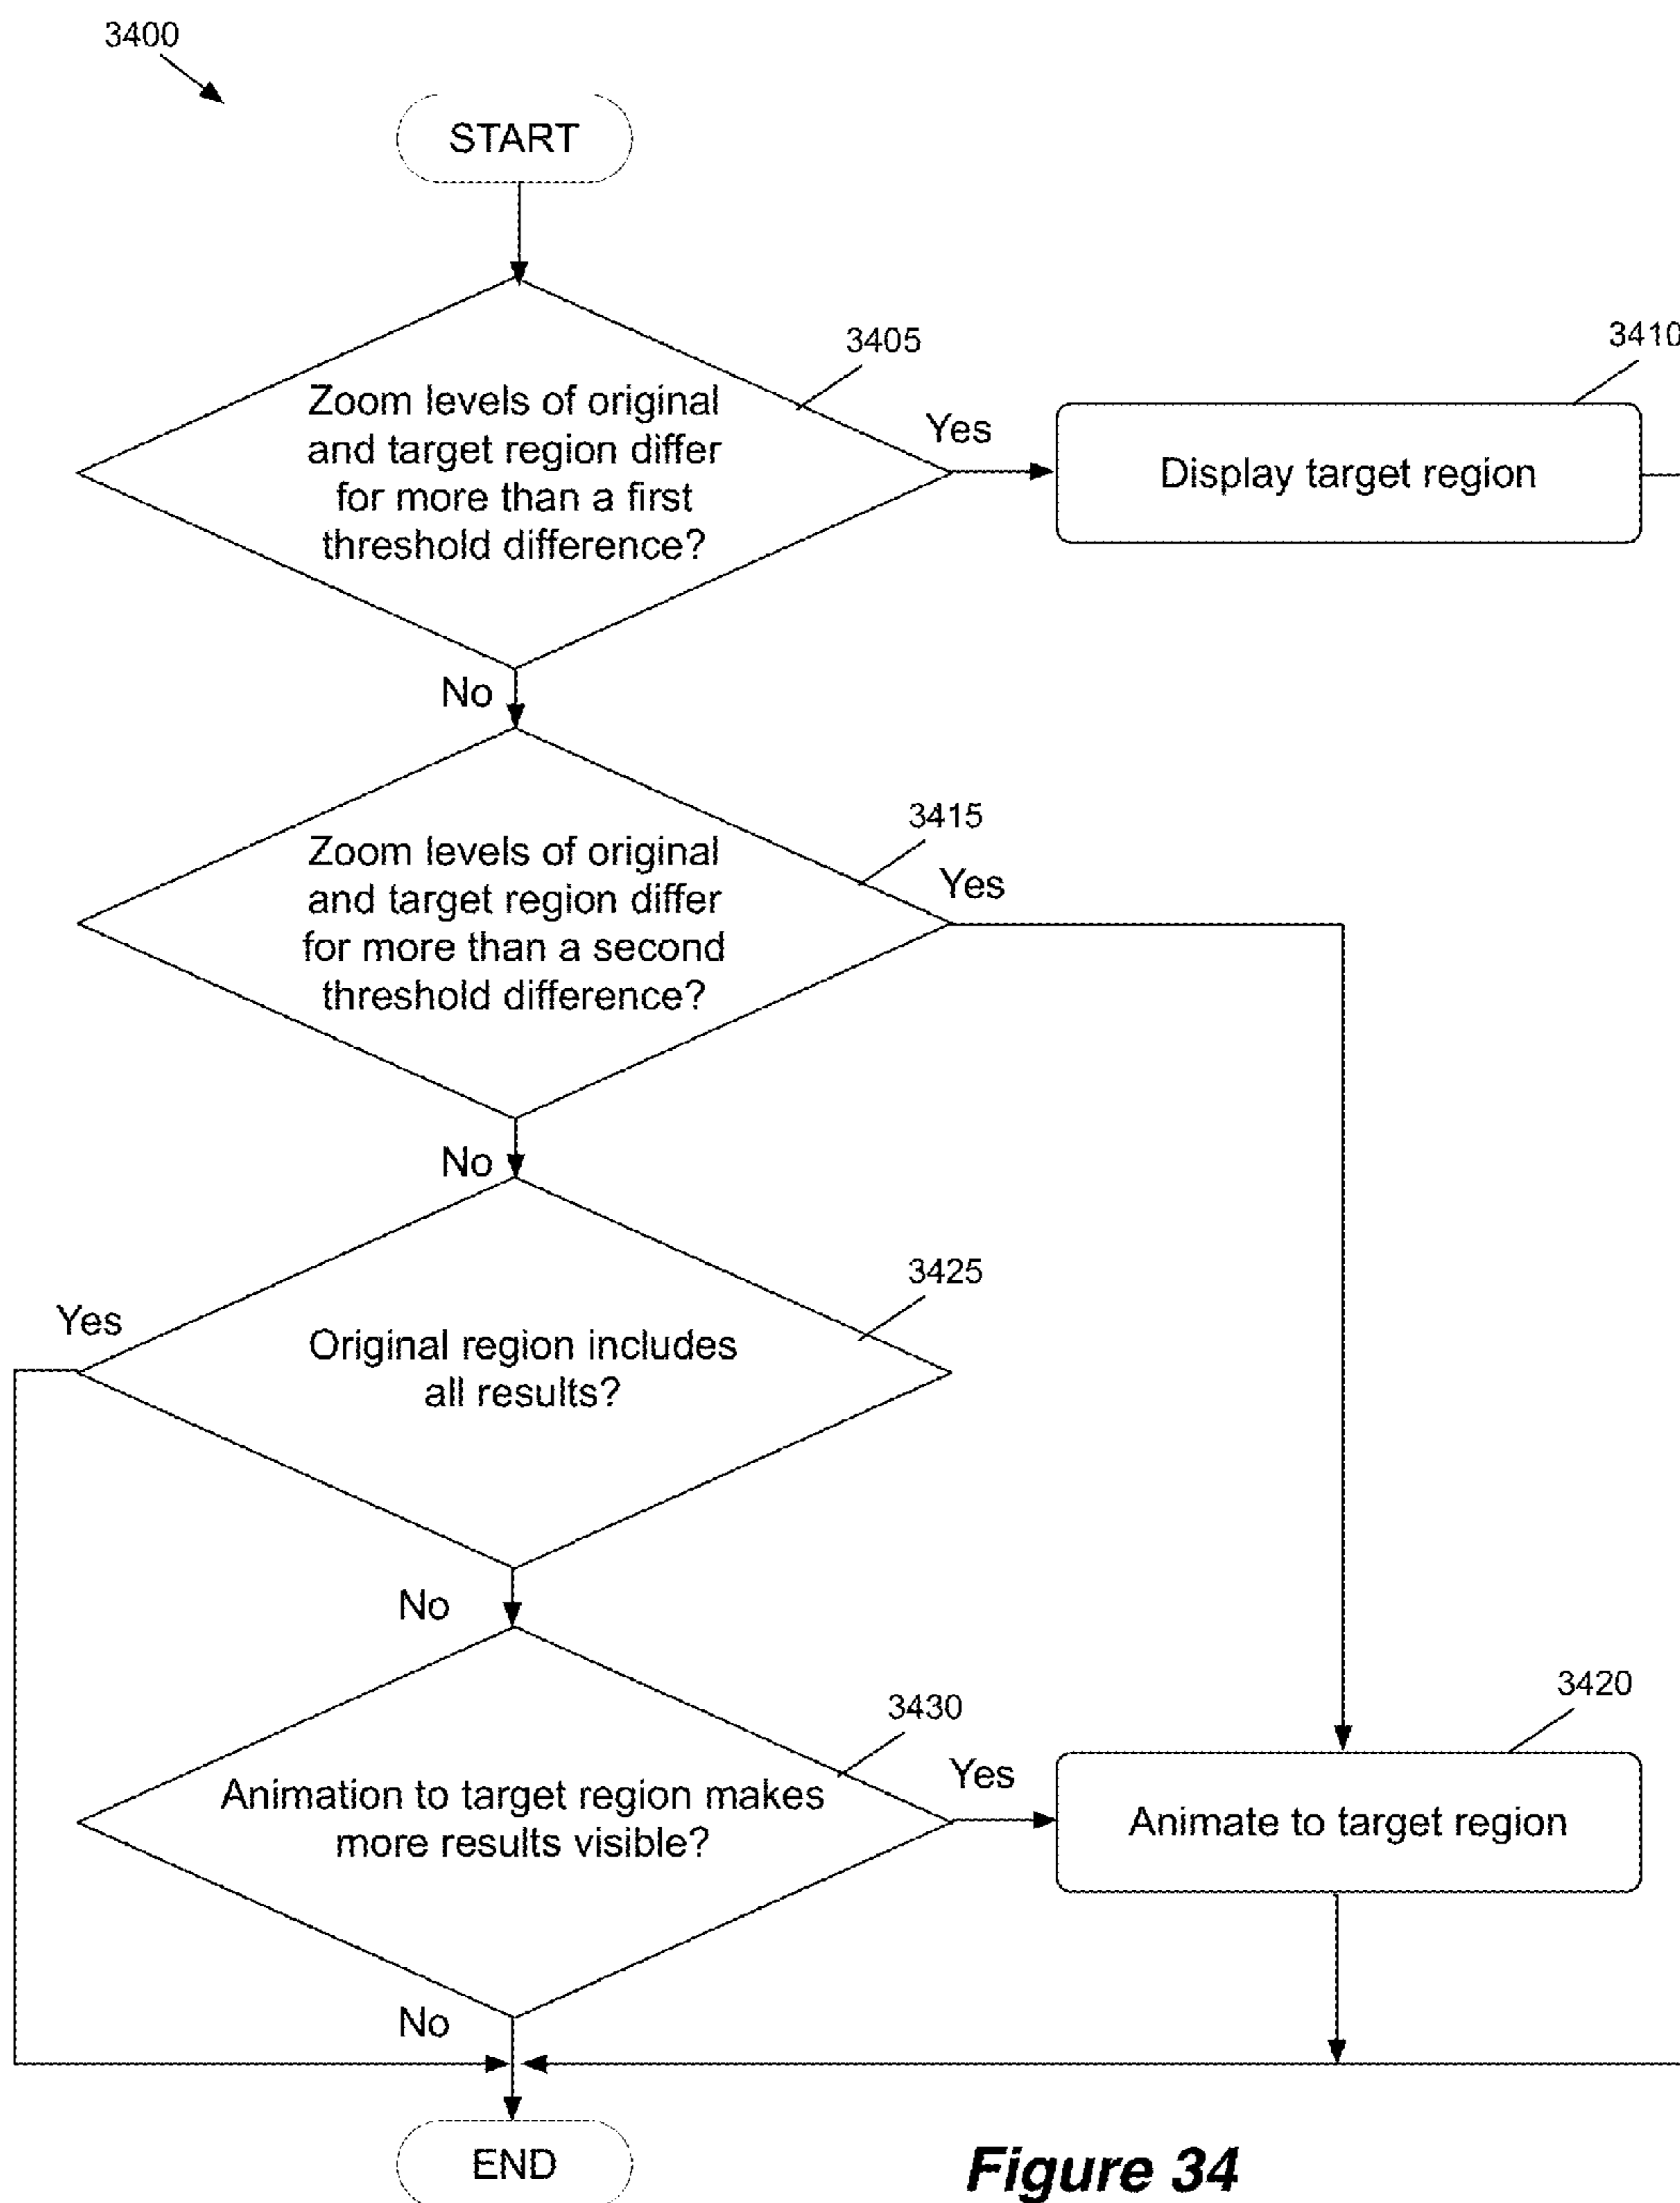 3400
START
3405
Zoom levels of original
and target region differ
for more than a first
threshold difference?
Yes
3410
Display target region
No
3415
Zoom levels of original
and target region differ
for more than a second
threshold difference?
Yes
No
3425
Yes
Original region includes
all results?
No
3430
Animation to target region makes
more results visible?
Yes
3420
Animate to target region
No
END
Figure 34